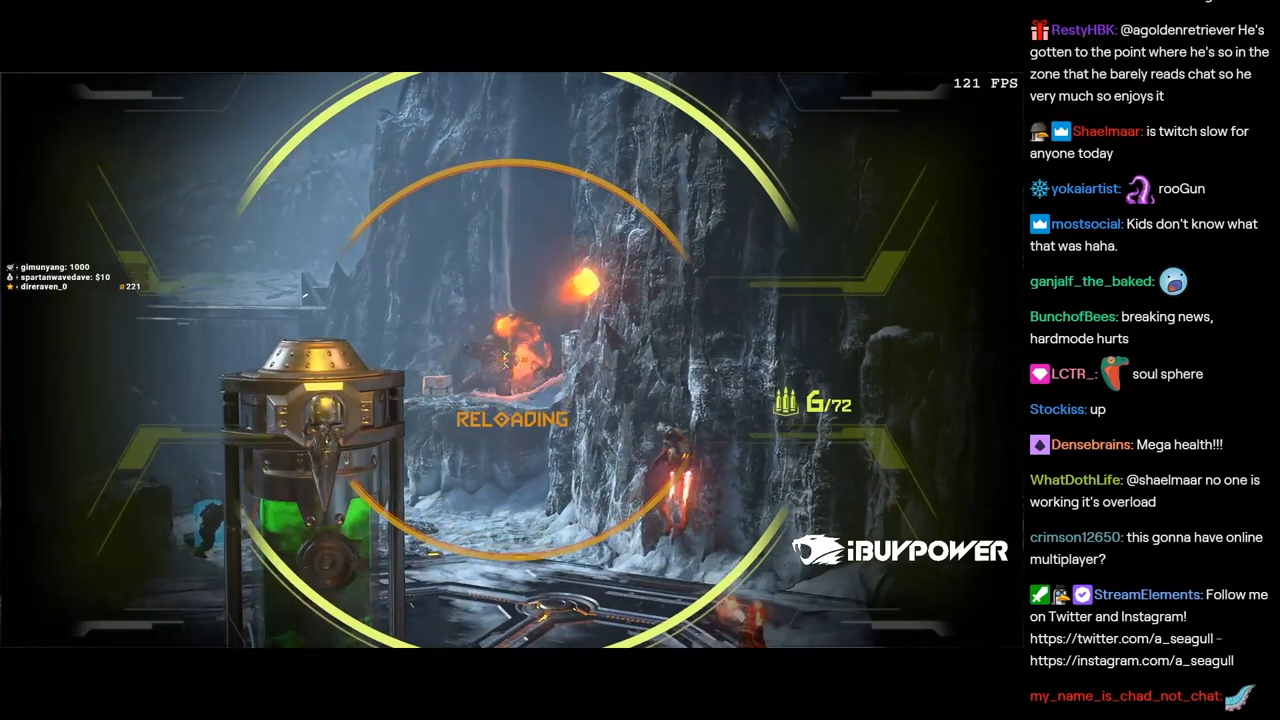 RestyHBK: @agoldenretriever He's
gotten to the point where he's so in the
zone that he barely reads chat so he
very much so enjoys it
121 FPS
Shaelmaar: is twitch slow for
anyone today
yokaiartist: rooGun
mostsocial: Kids don't know what
that was haha.
gimunyang: 1000
spartanwavedave: $10
direraven_0 #221
ganjalf_the_baked:
BunchofBees: breaking news,
hardmode hurts
LCTR_: soul sphere
RELOADING
6/72
Stockiss: up
Densebrains: Mega health!!!
WhatDothLife: @shaelmaar no one is
working it's overload
crimson12650: this gonna have online
multiplayer?
iBUYPOWER
StreamElements: Follow me
on Twitter and Instagram!
https://twitter.com/a_seagull -
https://instagram.com/a_seagull
my_name_is_chad_not_chat: